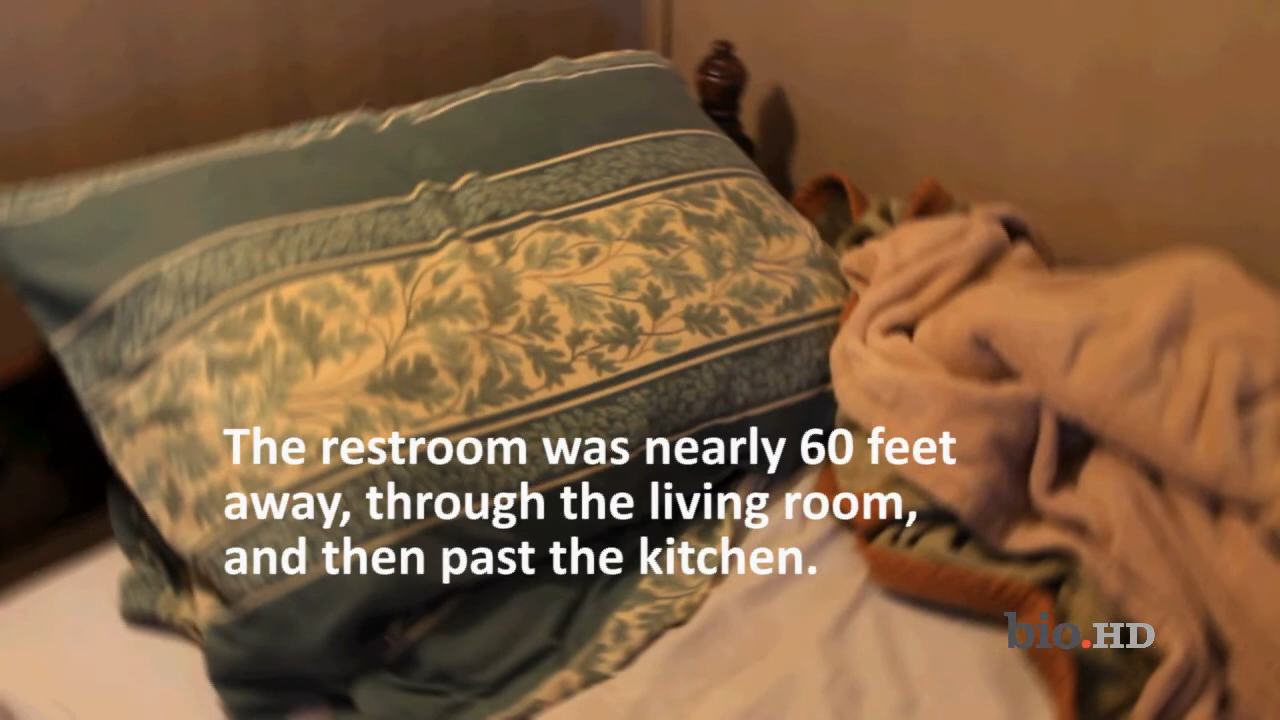 The restroom was nearly 60 feet
away, through the living room,
and then past the kitchen.
bio.HD